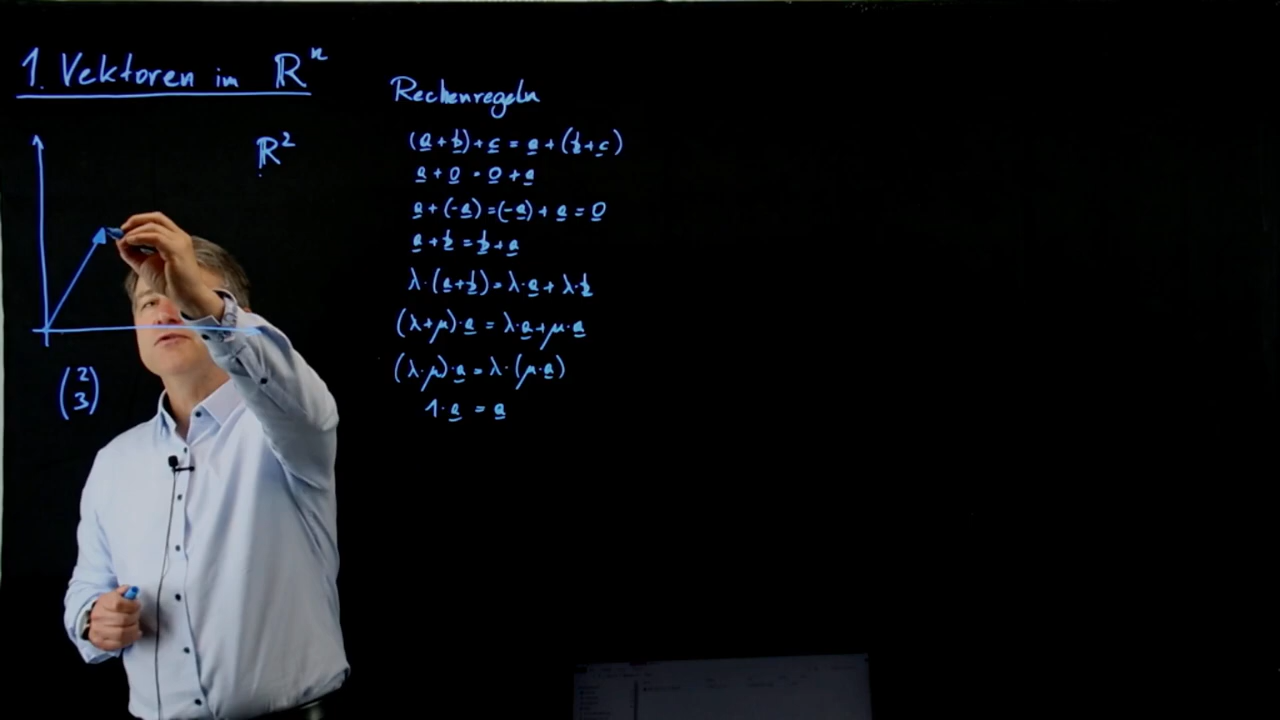 1. Vektoren im ℝⁿ
ℝ²
(2 3)
Rechenregeln
(a̲+b̲)+c̲ = a̲+(b̲+c̲)
a̲+0̲ = 0̲+a̲
a̲+(-a̲)=(-a̲)+a̲=0̲
a̲+b̲=b̲+a̲
λ·(a̲+b̲)=λ·a̲+λ·b̲
(λ+μ)·a̲ = λ·a̲+μ·a̲
(λ·μ)·a̲=λ·(μ·a̲)
1·a̲ = a̲